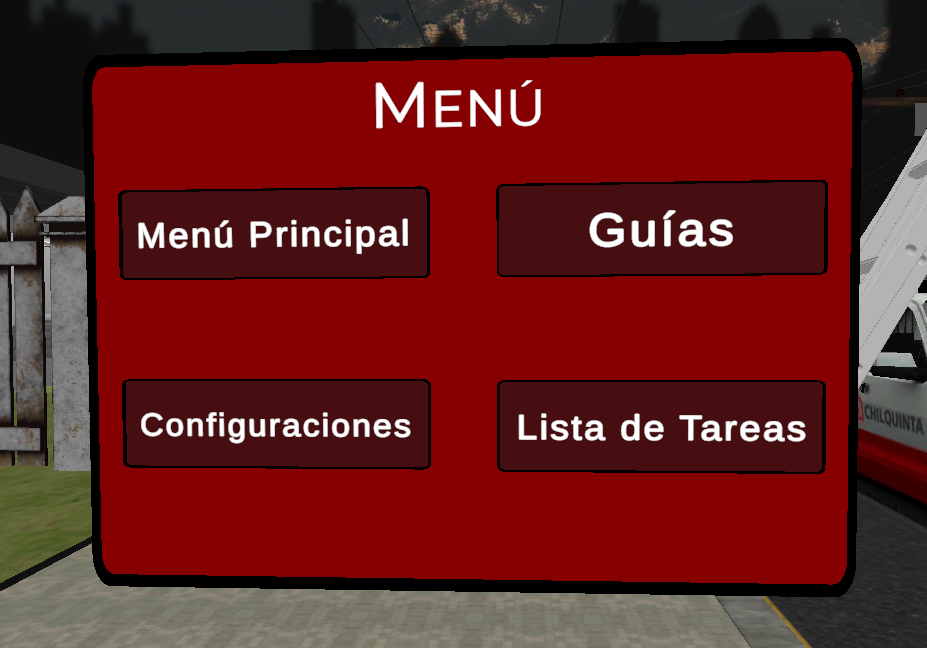 MENÚ
Menú Principal
Guías
Configuraciones
Lista de Tareas
CHILQUINTA